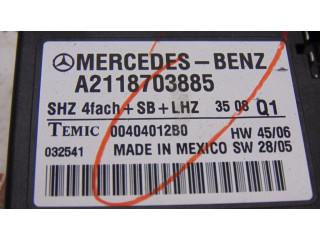 MERCEDES-BENZ
A2118703885
SHZ 4fach+SB+LHZ 35 08 Q1
TEMIC 00404012B0 HW 45/06
032541 MADE IN MEXICO SW 28/05